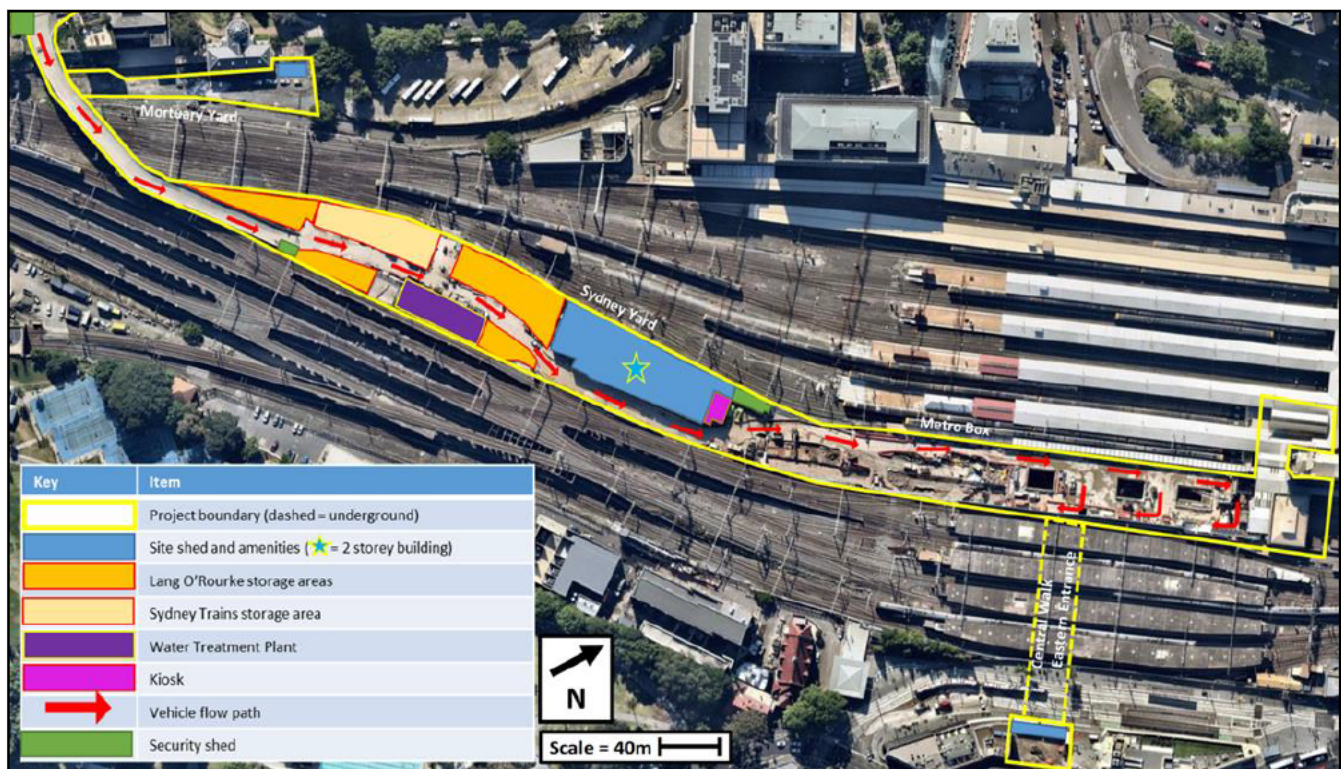 Mortuary Yard
Sydney Yard
Metro Box
Central Walk
Eastern Entrance
Key Item
Project boundary (dashed = underground)
Site shed and amenities ( = 2 storey building)
Lang O'Rourke storage areas
Sydney Trains storage area
Water Treatment Plant
Kiosk
Vehicle flow path
Security shed
N
Scale = 40m